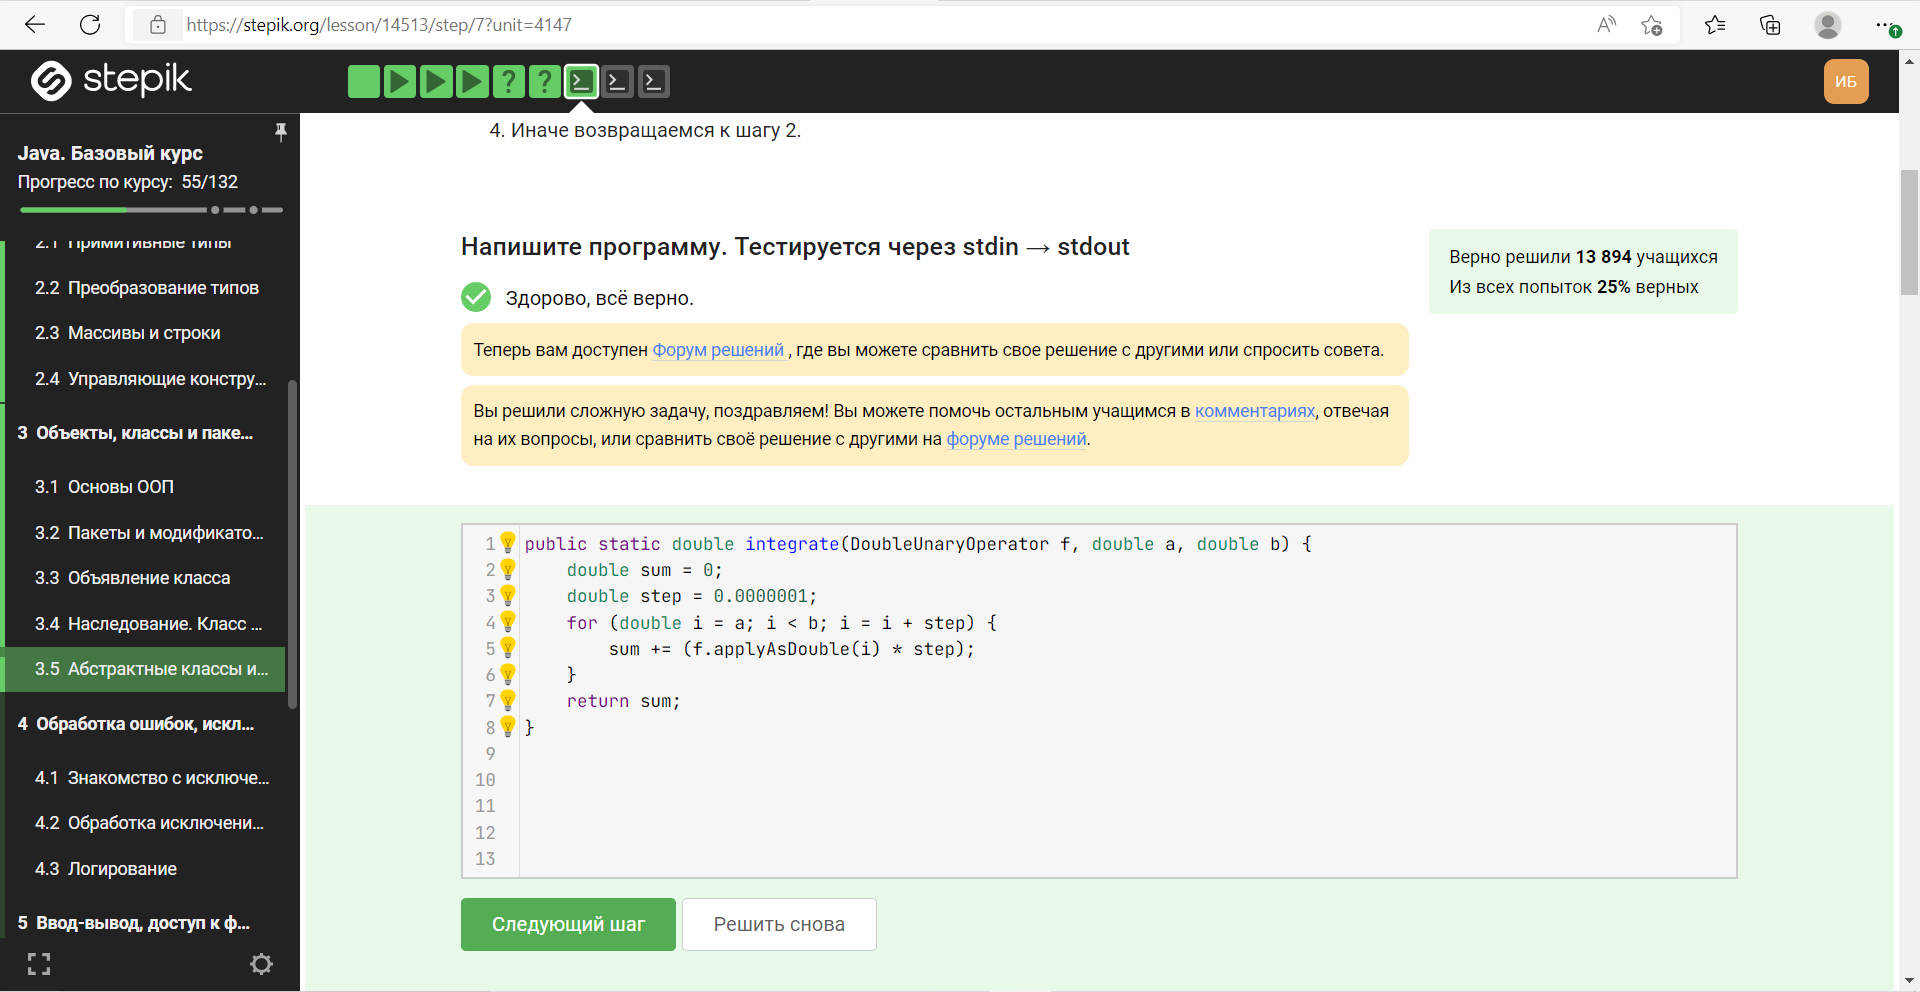 https://stepik.org/lesson/14513/step/7?unit=4147
stepik
ИБ
Java. Базовый курс
Прогресс по курсу: 55/132
2.1 Примитивные типы
2.2 Преобразование типов
2.3 Массивы и строки
2.4 Управляющие констру...
3 Объекты, классы и паке...
3.1 Основы ООП
3.2 Пакеты и модификато...
3.3 Объявление класса
3.4 Наследование. Класс ...
3.5 Абстрактные классы и...
4 Обработка ошибок, искл...
4.1 Знакомство с исключе...
4.2 Обработка исключени...
4.3 Логирование
5 Ввод-вывод, доступ к ф...
4. Иначе возвращаемся к шагу 2.
Напишите программу. Тестируется через stdin → stdout
Здорово, всё верно.
Теперь вам доступен Форум решений , где вы можете сравнить свое решение с другими или спросить совета.
Вы решили сложную задачу, поздравляем! Вы можете помочь остальным учащимся в комментариях, отвечая
на их вопросы, или сравнить своё решение с другими на форуме решений.
Верно решили 13 894 учащихся
Из всех попыток 25% верных
1 public static double integrate(DoubleUnaryOperator f, double a, double b) {
2     double sum = 0;
3     double step = 0.0000001;
4     for (double i = a; i < b; i = i + step) {
5         sum += (f.applyAsDouble(i) * step);
6     }
7     return sum;
8 }
9
10
11
12
13
Следующий шаг
Решить снова